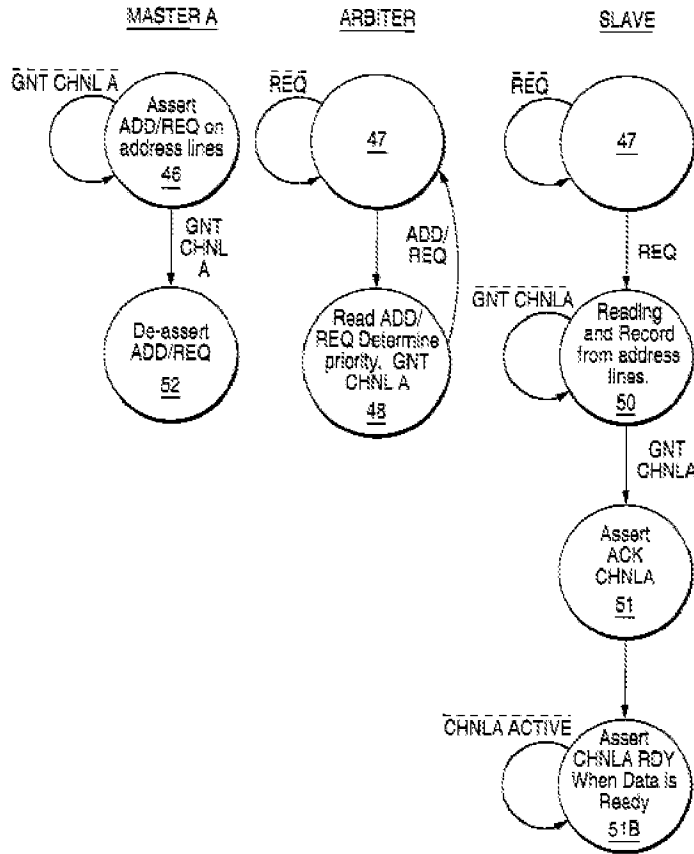 MASTER A
GNT CHNL A
Assert
ADD/REQ on
address lines
46
GNT
CHNL
A
De-assert
ADD/REQ
52
ARBITER
REQ
47
ADD/
REQ
Read ADD/
REQ Determine
priority. GNT
CHNL A
48
SLAVE
REQ
47
REQ
GNT CHNLA
Reading
and Record
from address
lines.
50
GNT
CHNLA
Assert
ACK
CHNLA
51
CHNLA ACTIVE
Assert
CHNLA RDY
When Data is
Ready
51B